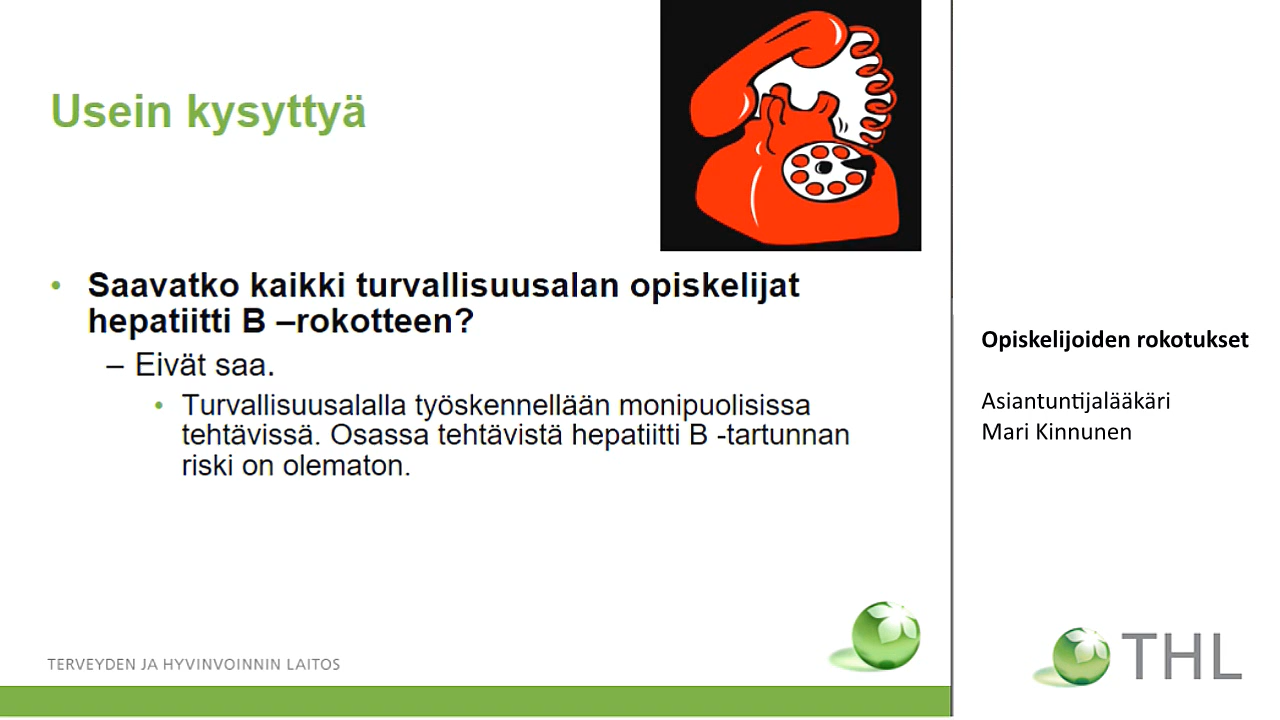 Usein kysyttyä
• Saavatko kaikki turvallisuusalan opiskelijat
hepatiitti B –rokotteen?
– Eivät saa.
• Turvallisuusalalla työskennellään monipuolisissa
tehtävissä. Osassa tehtävistä hepatiitti B -tartunnan
riski on olematon.
TERVEYDEN JA HYVINVOINNIN LAITOS
Opiskelijoiden rokotukset
Asiantuntijalääkäri
Mari Kinnunen
THL